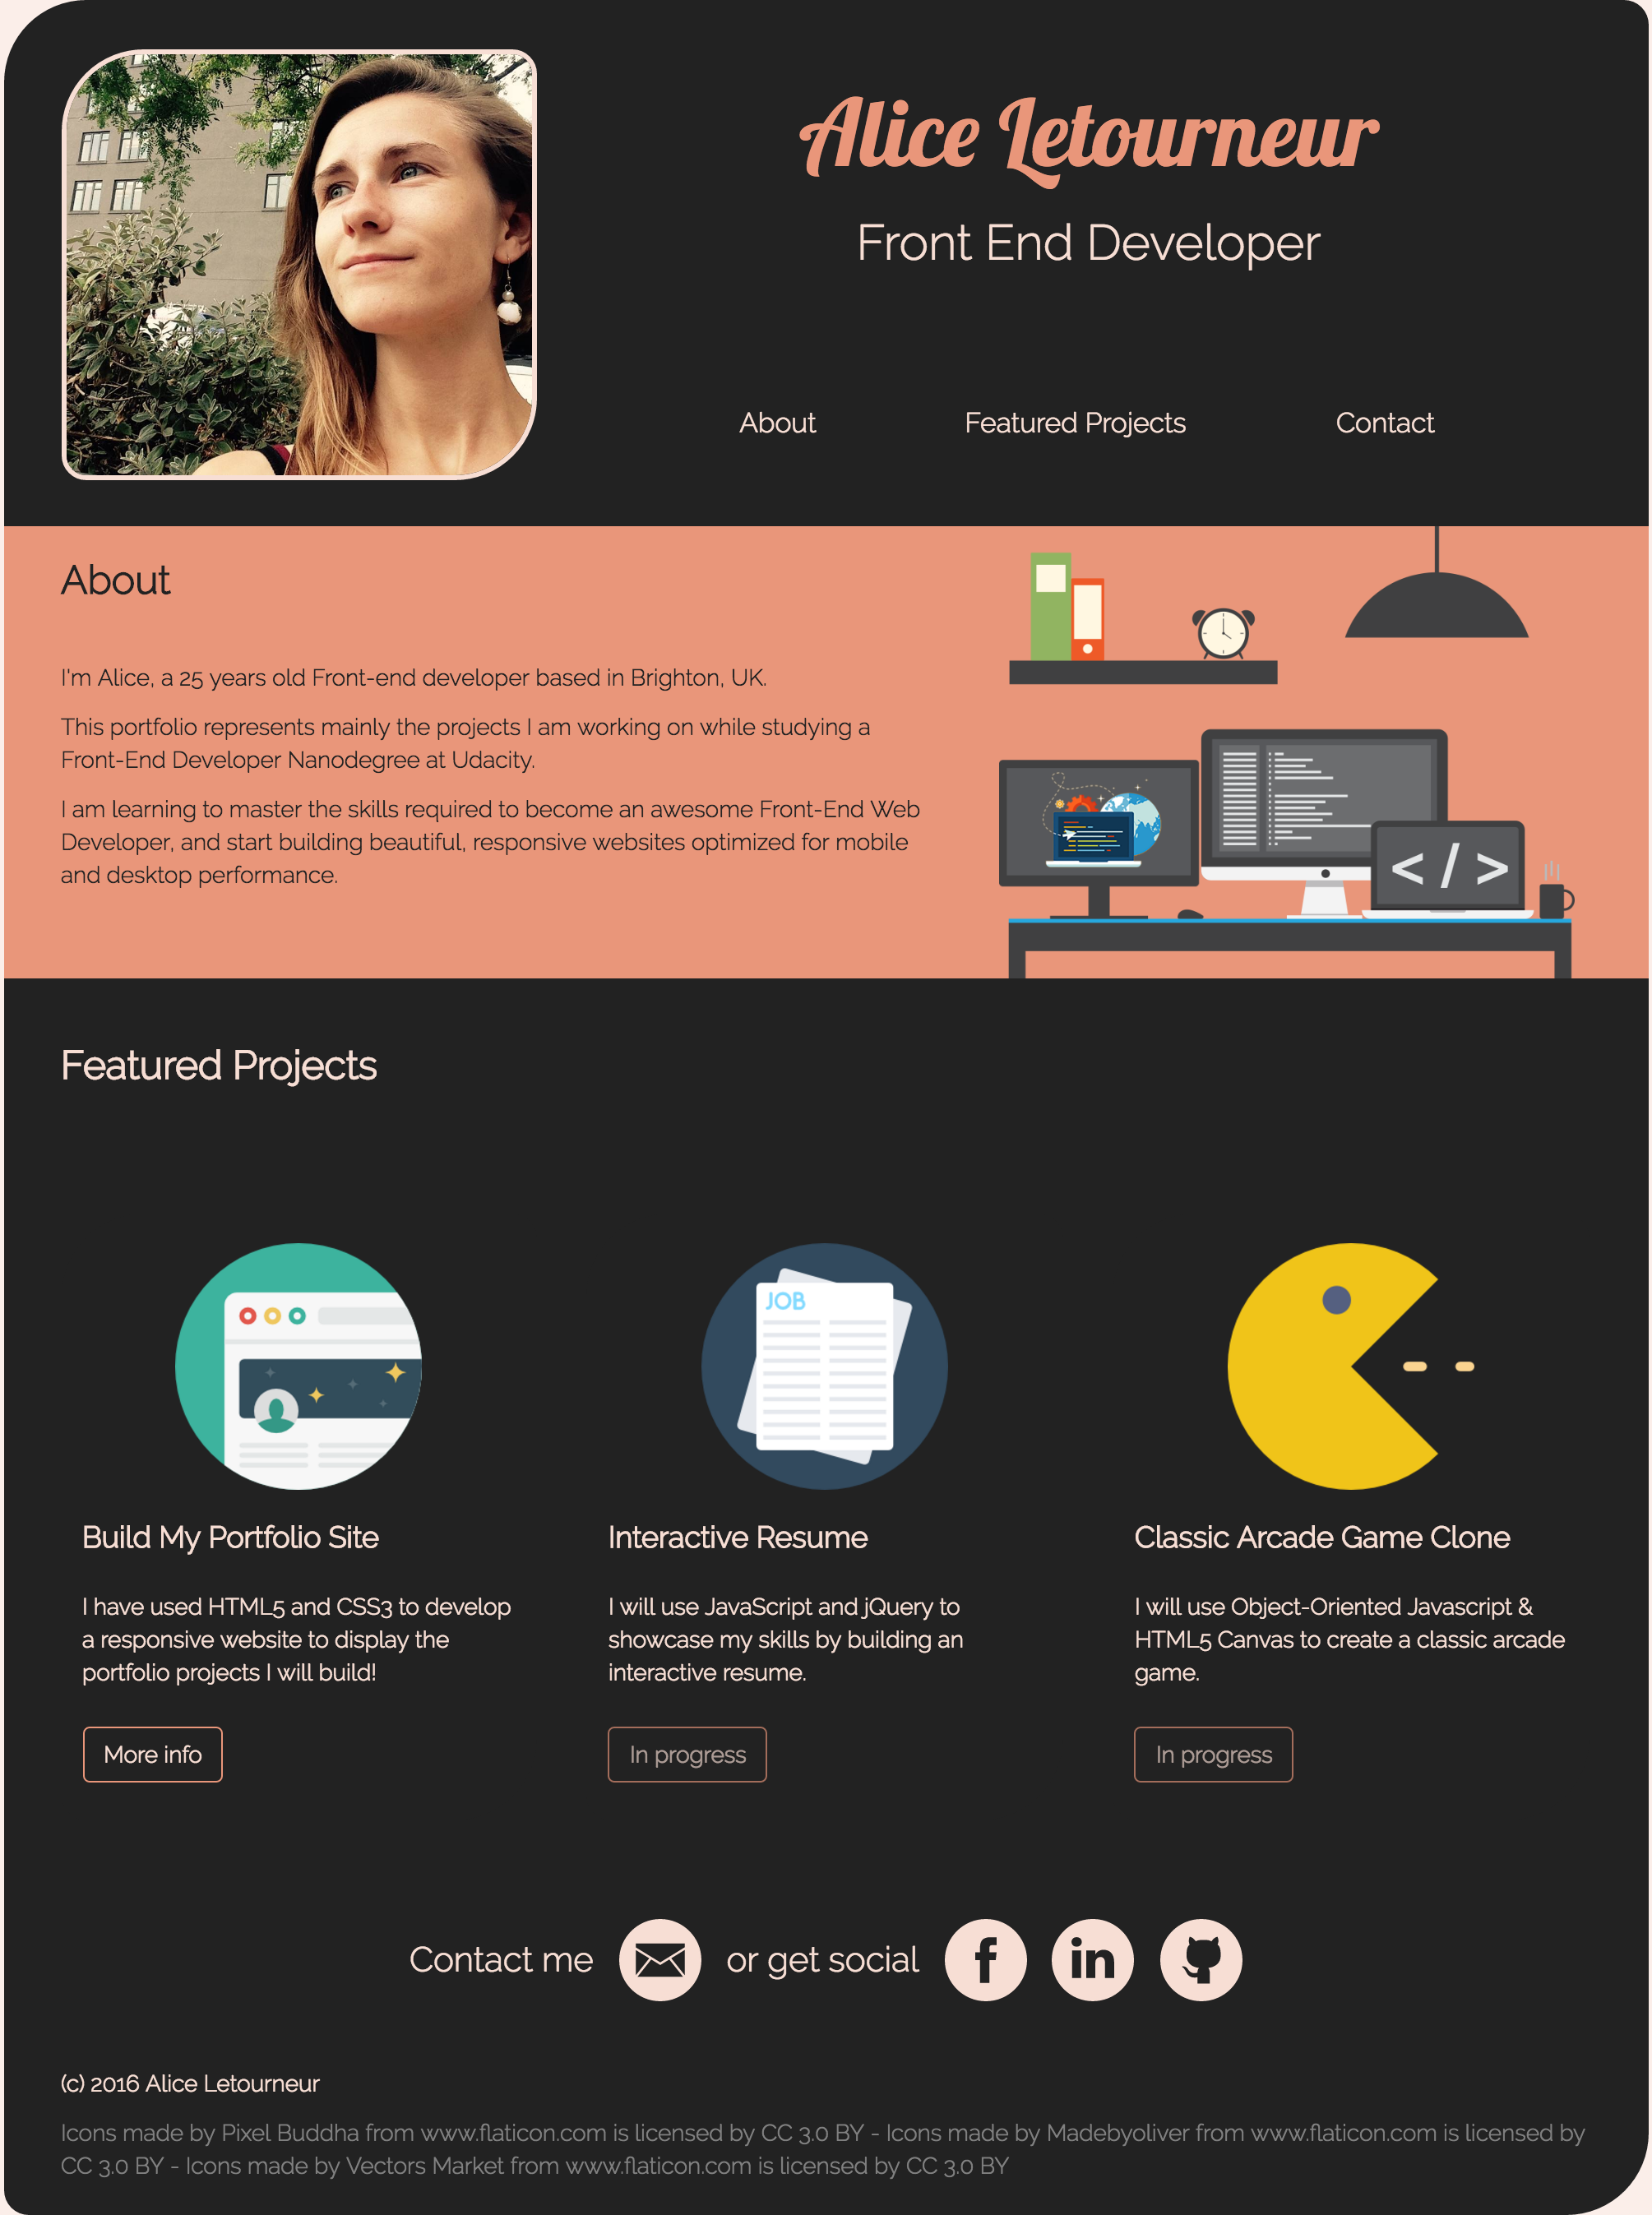 Alice Letourneur
Front End Developer
About
Featured Projects
Contact
About
I'm Alice, a 25 years old Front-end developer based in Brighton, UK.
This portfolio represents mainly the projects I am working on while studying a
Front-End Developer Nanodegree at Udacity.
I am learning to master the skills required to become an awesome Front-End Web
Developer, and start building beautiful, responsive websites optimized for mobile
and desktop performance.
< / >
Featured Projects
JOB
Build My Portfolio Site
I have used HTML5 and CSS3 to develop
a responsive website to display the
portfolio projects I will build!
More info
Interactive Resume
I will use JavaScript and jQuery to
showcase my skills by building an
interactive resume.
In progress
Classic Arcade Game Clone
I will use Object-Oriented Javascript &
HTML5 Canvas to create a classic arcade
game.
In progress
Contact me
or get social
f
in
(c) 2016 Alice Letourneur
Icons made by Pixel Buddha from www.flaticon.com is licensed by CC 3.0 BY - Icons made by Madebyoliver from www.flaticon.com is licensed by
CC 3.0 BY - Icons made by Vectors Market from www.flaticon.com is licensed by CC 3.0 BY